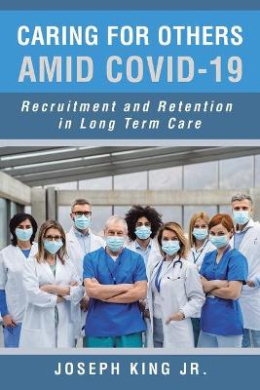 CARING FOR OTHERS
AMID COVID-19
Recruitment and Retention
in Long Term Care
JOSEPH KING JR.